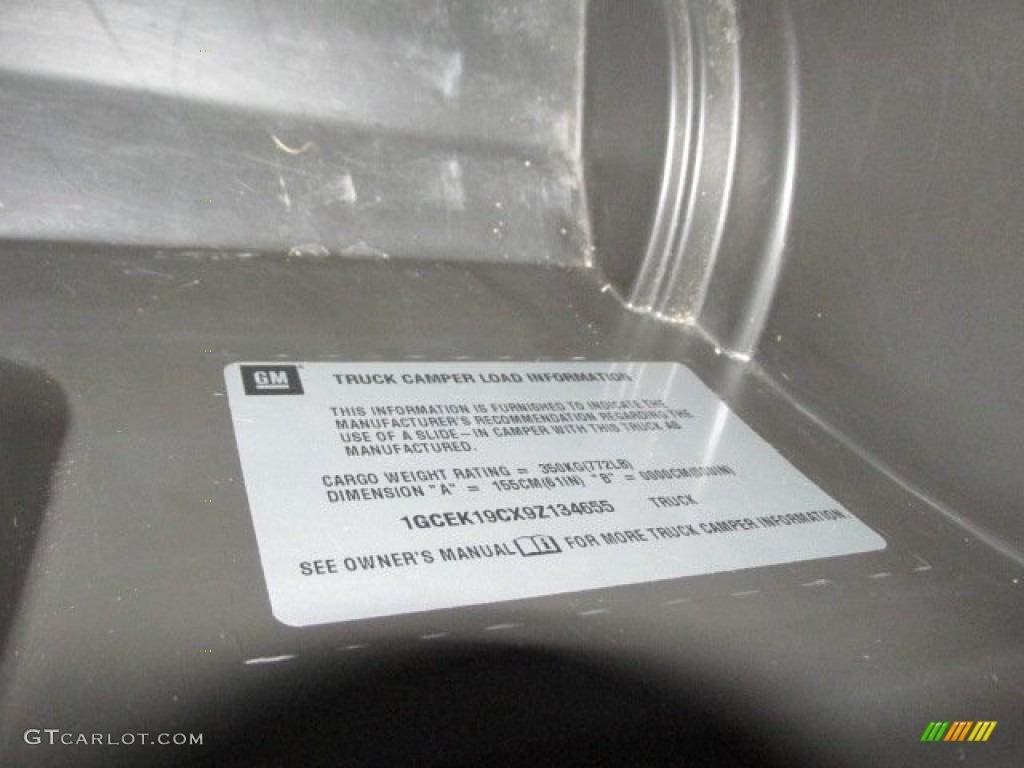 GM
TRUCK CAMPER LOAD INFORMATION
THIS INFORMATION IS FURNISHED TO INDICATE THE
MANUFACTURER'S RECOMMENDATION REGARDING THE
USE OF A SLIDE-IN CAMPER WITH THIS TRUCK AS
MANUFACTURED.
CARGO WEIGHT RATING = 350KG(772LB)
DIMENSION "A" = 155CM(61IN) "B" = 0000CM(000IN)
1GCEK19CX9Z134655 TRUCK
SEE OWNER'S MANUAL FOR MORE TRUCK CAMPER INFORMATION
GTCARLOT.COM